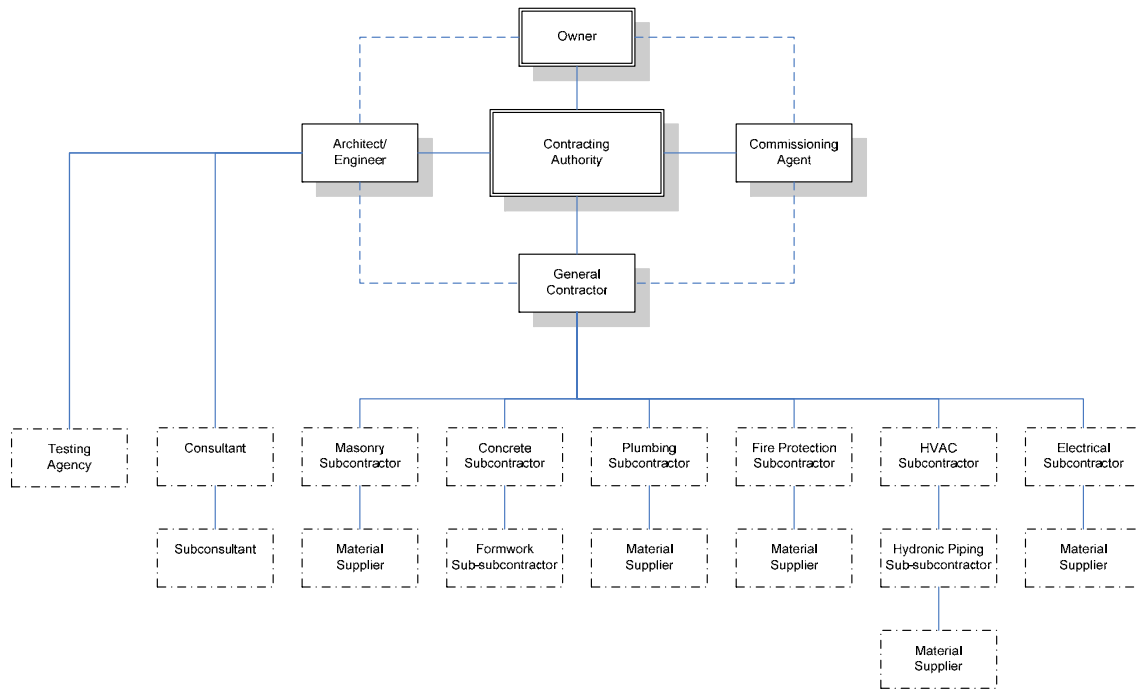 Owner
Architect/
Engineer
Contracting
Authority
Commissioning
Agent
General
Contractor
Testing
Agency
Consultant
Masonry
Subcontractor
Concrete
Subcontractor
Plumbing
Subcontractor
Fire Protection
Subcontractor
HVAC
Subcontractor
Electrical
Subcontractor
Subconsultant
Material
Supplier
Formwork
Sub-subcontractor
Material
Supplier
Material
Supplier
Hydronic Piping
Sub-subcontractor
Material
Supplier
Material
Supplier